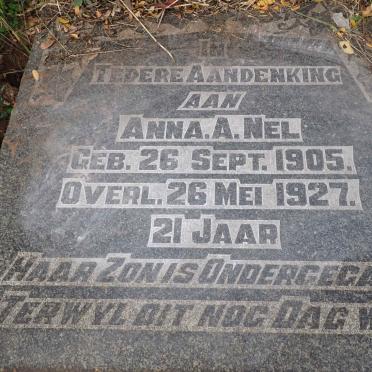 IN
TEDERE AANDENKING
AAN
ANNA. A. NEL
GEB. 26 SEPT. 1905.
OVERL. 26 MEI 1927.
21 JAAR
HAAR ZON IS ONDERGEGA
TERWYL DIT NOG DAG W